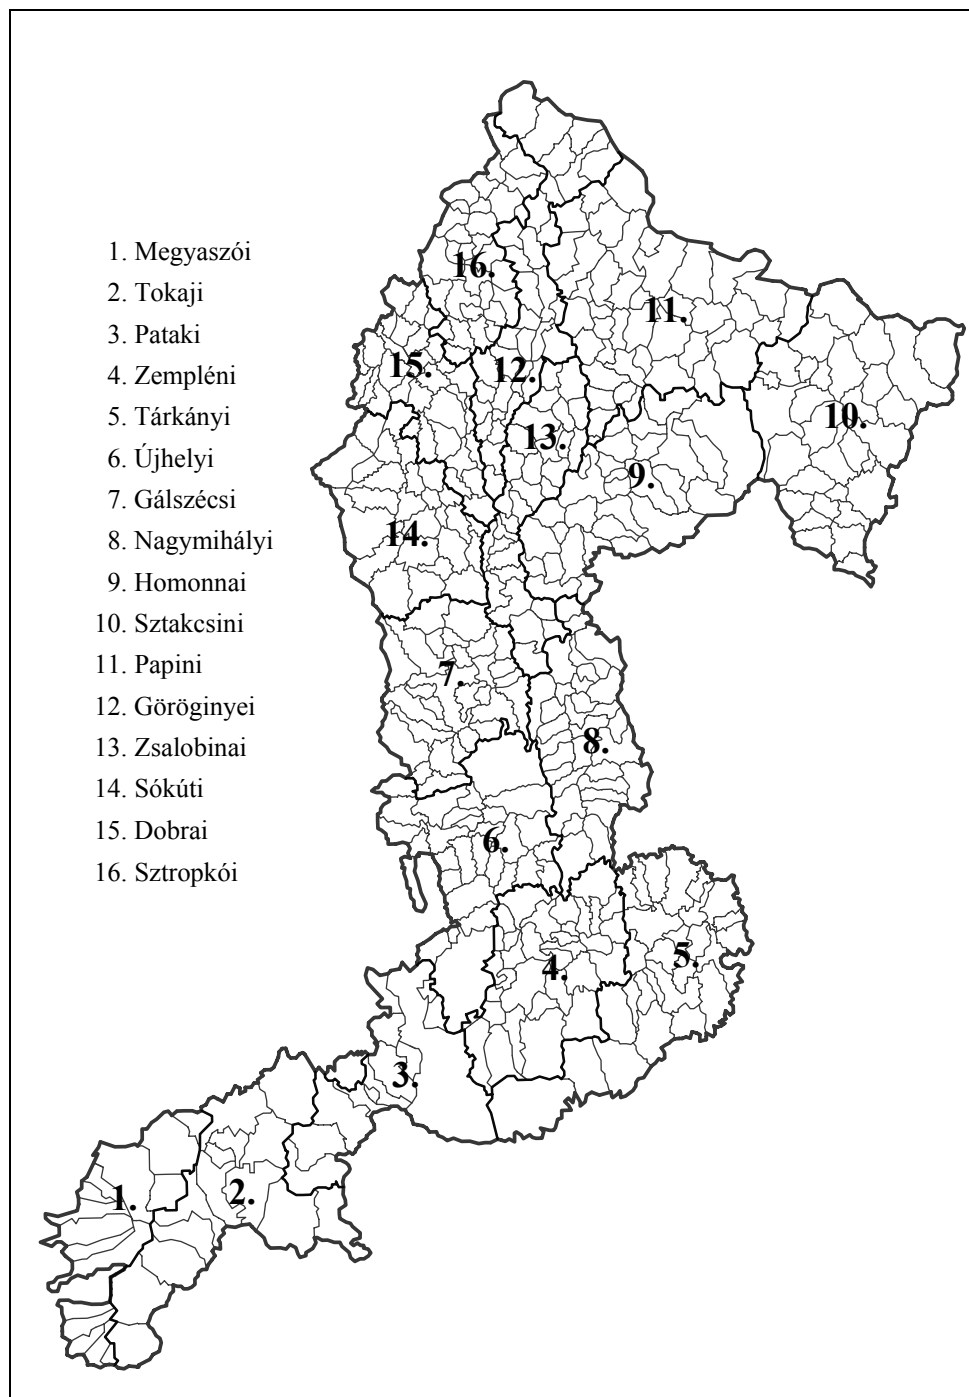 1. Megyaszói
2. Tokaji
3. Pataki
4. Zempléni
5. Tárkányi
6. Újhelyi
7. Gálszécsi
8. Nagymihályi
9. Homonnai
10. Sztakcsini
11. Papini
12. Göröginyei
13. Zsalobinai
14. Sókúti
15. Dobrai
16. Sztropkói
16.
11.
15.
12.
10.
13.
9.
14.
7.
8.
6.
5.
4.
3.
2.
1.